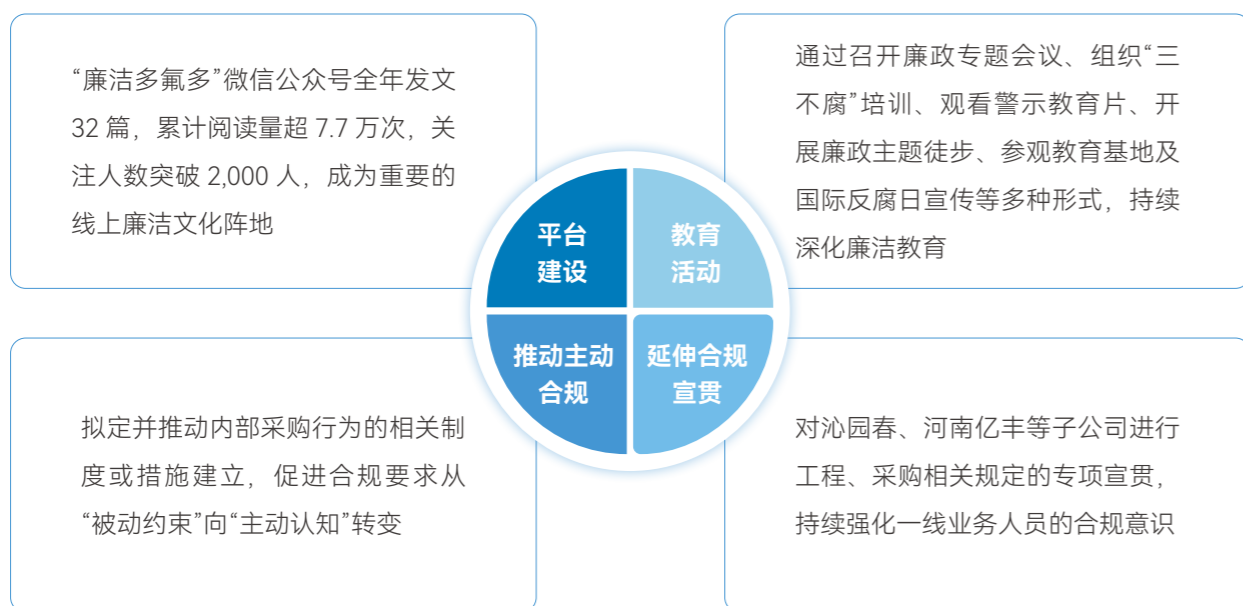 “廉洁多氟多”微信公众号全年发文
32 篇，累计阅读量超 7.7 万次，关
注人数突破 2,000 人，成为重要的
线上廉洁文化阵地
通过召开廉政专题会议、组织“三
不腐”培训、观看警示教育片、开
展廉政主题徒步、参观教育基地及
国际反腐日宣传等多种形式，持续
深化廉洁教育
平台
建设
教育
活动
推动主动
合规
延伸合规
宣贯
拟定并推动内部采购行为的相关制
度或措施建立，促进合规要求从
“被动约束”向“主动认知”转变
对沁园春、河南亿丰等子公司进行
工程、采购相关规定的专项宣贯，
持续强化一线业务人员的合规意识